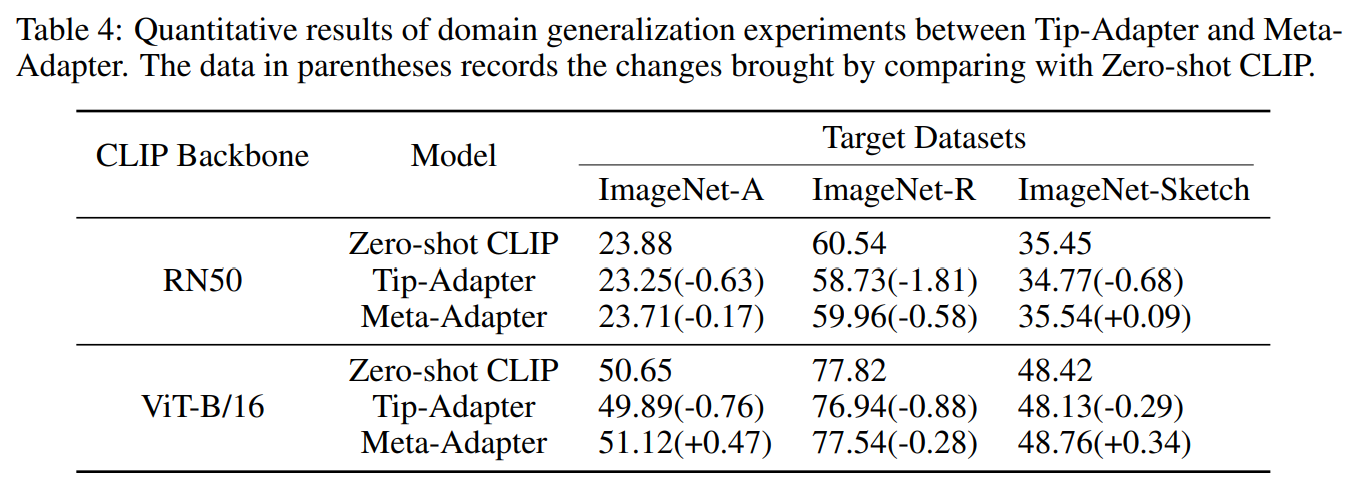 Table 4: Quantitative results of domain generalization experiments between Tip-Adapter and Meta-
Adapter. The data in parentheses records the changes brought by comparing with Zero-shot CLIP.
CLIP Backbone Model Target Datasets
ImageNet-A ImageNet-R ImageNet-Sketch
Zero-shot CLIP 23.88 60.54 35.45
RN50 Tip-Adapter 23.25(-0.63) 58.73(-1.81) 34.77(-0.68)
Meta-Adapter 23.71(-0.17) 59.96(-0.58) 35.54(+0.09)
Zero-shot CLIP 50.65 77.82 48.42
ViT-B/16 Tip-Adapter 49.89(-0.76) 76.94(-0.88) 48.13(-0.29)
Meta-Adapter 51.12(+0.47) 77.54(-0.28) 48.76(+0.34)